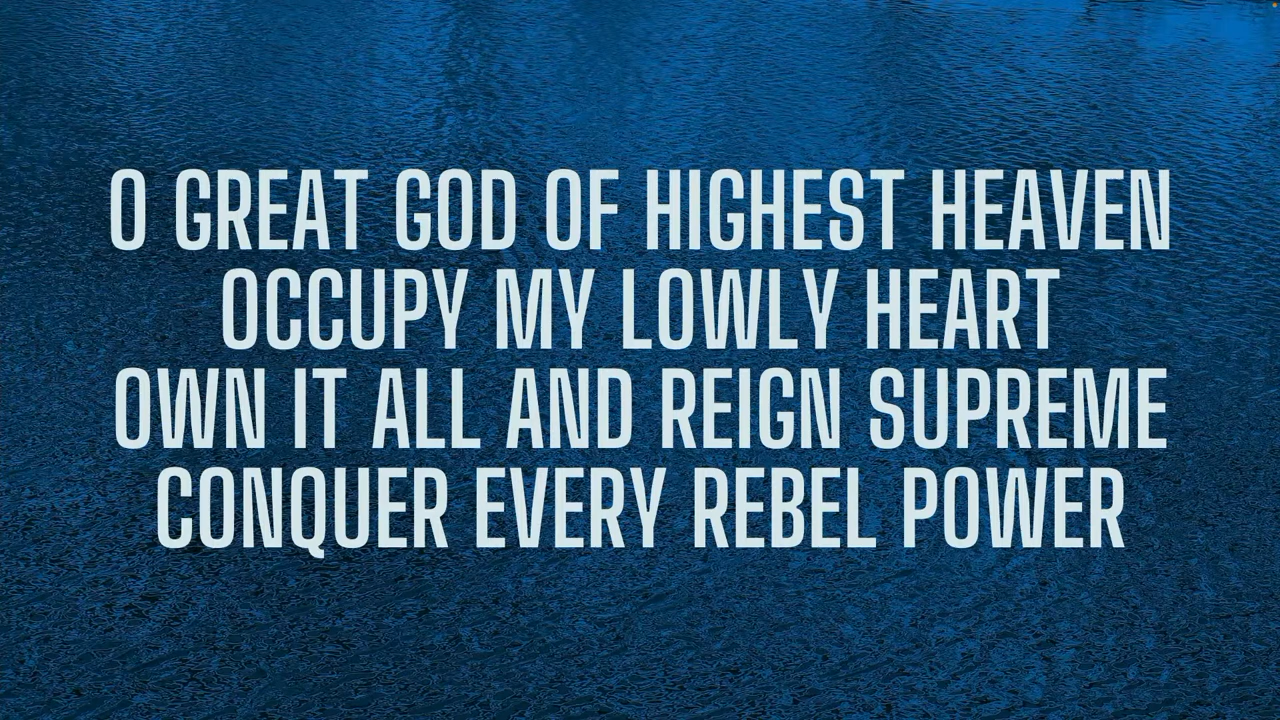 O GREAT GOD OF HIGHEST HEAVEN
OCCUPY MY LOWLY HEART
OWN IT ALL AND REIGN SUPREME
CONQUER EVERY REBEL POWER